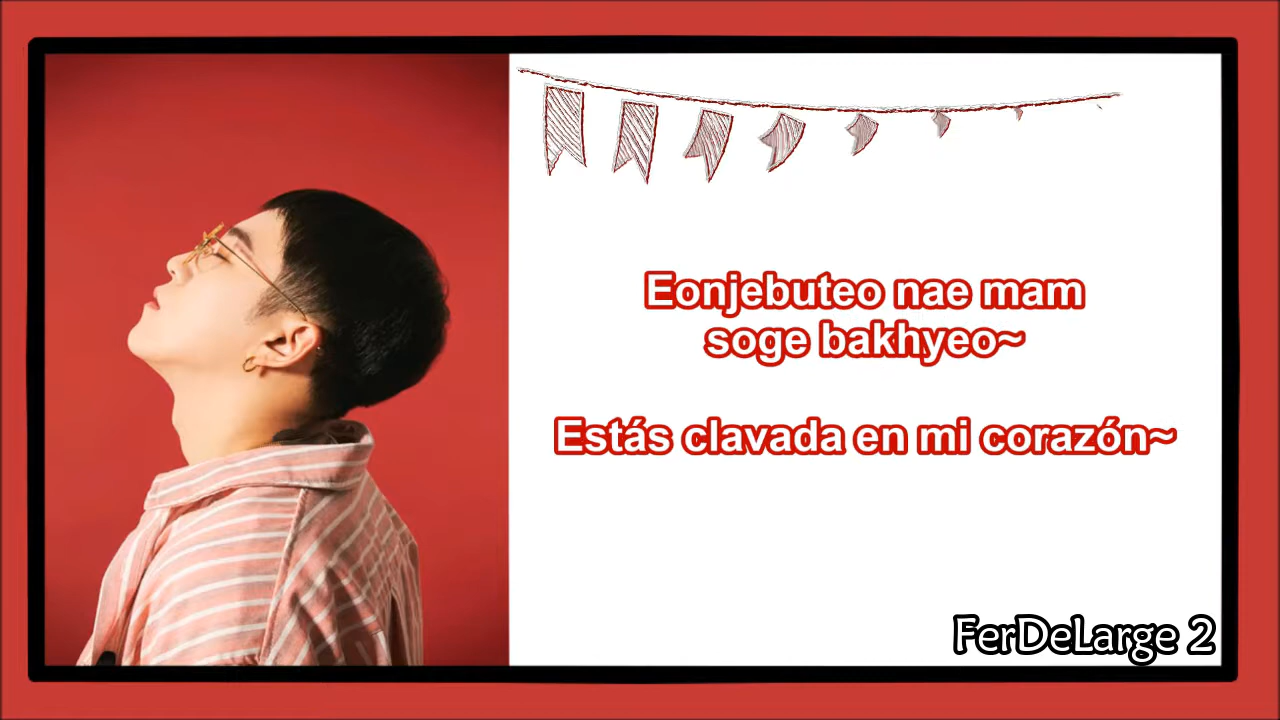 Eonjebuteo nae mam
soge bakhyeo~
Estás clavada en mi corazón~
FerDeLarge 2